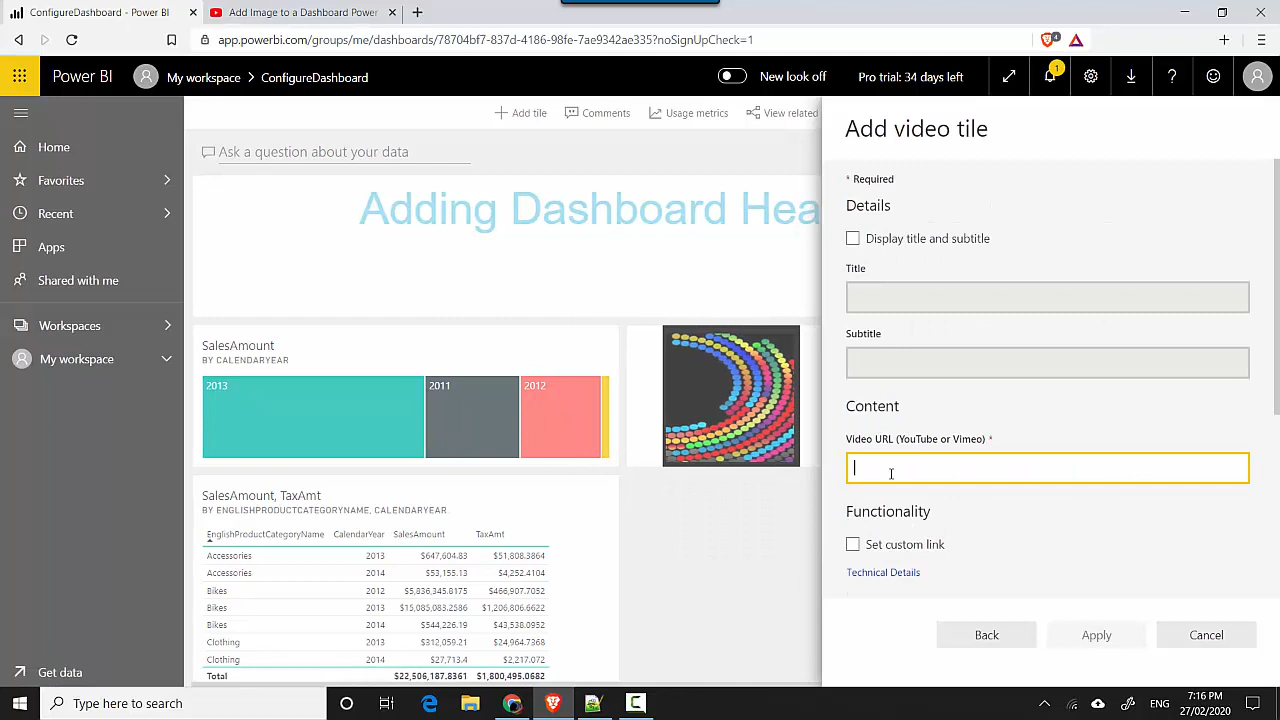 ConfigureDashboard - Power BI
Add Image to a Dashboard Power
app.powerbi.com/groups/me/dashboards/78704bf7-837d-4186-98fe-7ae9342ae335?noSignUpCheck=1
4
Power BI
My workspace > ConfigureDashboard
New look off
Pro trial: 34 days left
1
Home
Favorites
Recent
Apps
Shared with me
Workspaces
My workspace
Get data
Add tile
Comments
Usage metrics
View related
Ask a question about your data
Adding Dashboard Hea
SalesAmount
BY CALENDARYEAR
2013 2011 2012
SalesAmount, TaxAmt
BY ENGLISHPRODUCTCATEGORYNAME, CALENDARYEAR
EnglishProductCategoryName CalendarYear SalesAmount TaxAmt
Accessories 2013 $647,604.83 $51,808.3864
Accessories 2014 $53,155.13 $4,252.4104
Bikes 2012 $5,836,345.8175 $466,907.7052
Bikes 2013 $15,085,083.2586 $1,206,806.6622
Bikes 2014 $544,226.19 $43,538.0952
Clothing 2013 $312,059.21 $24,964.7368
Clothing 2014 $27,713.4 $2,217.072
Total $22,506,187.8361 $1,800,495.0682
Add video tile
* Required
Details
Display title and subtitle
Title
Subtitle
Content
Video URL (YouTube or Vimeo) *
Functionality
Set custom link
Technical Details
Back
Apply
Cancel
Type here to search
ENG
7:16 PM
27/02/2020